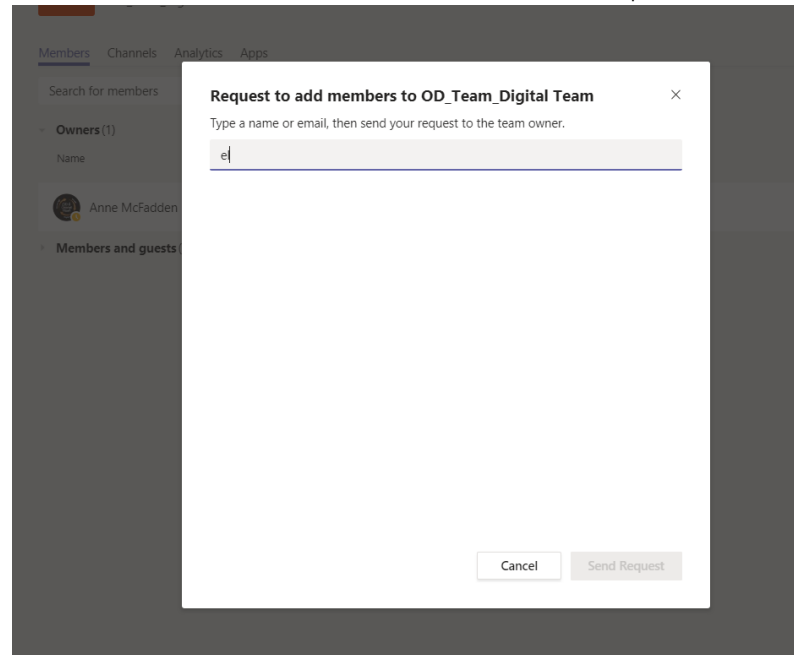 Members Channels Analytics Apps
Search for members
Owners (1)
Name
Anne McFadden
Members and guests (
Request to add members to OD_Team_Digital Team
Type a name or email, then send your request to the team owner.
el
Cancel Send Request